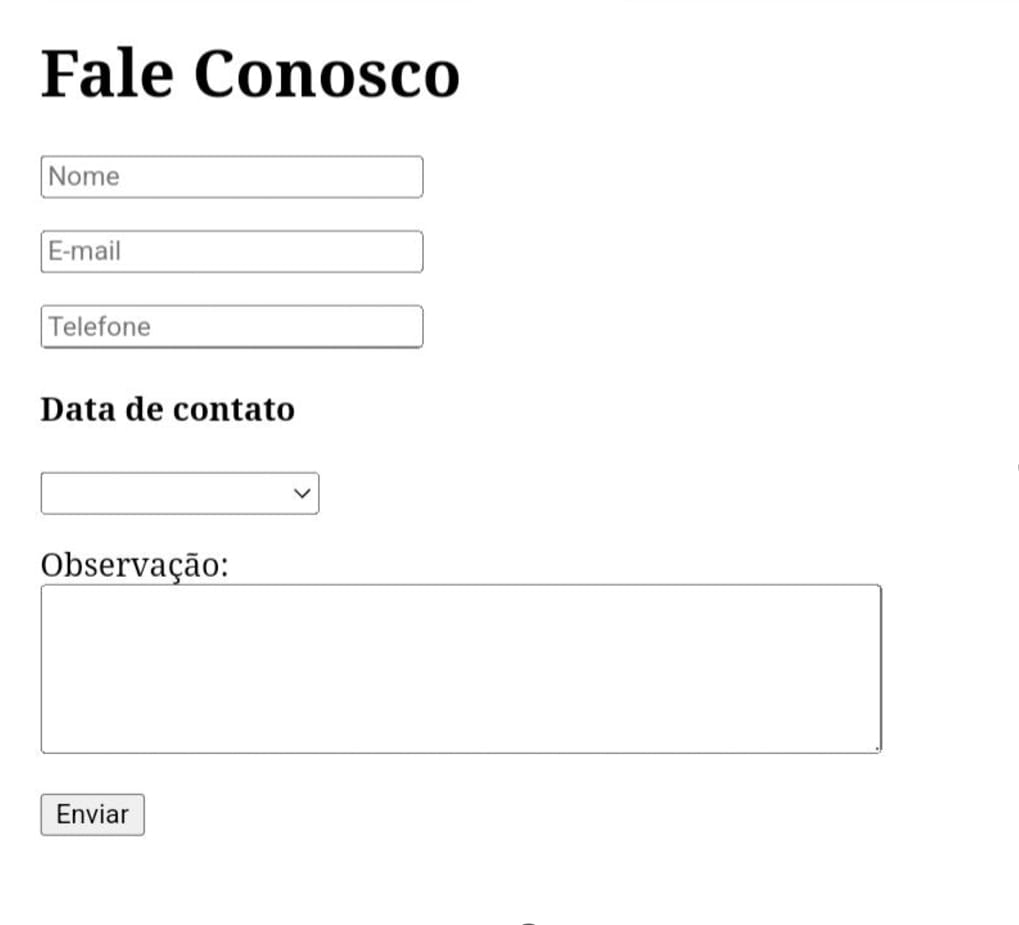 Fale Conosco
Nome
E-mail
Telefone
Data de contato
Observação:
Enviar